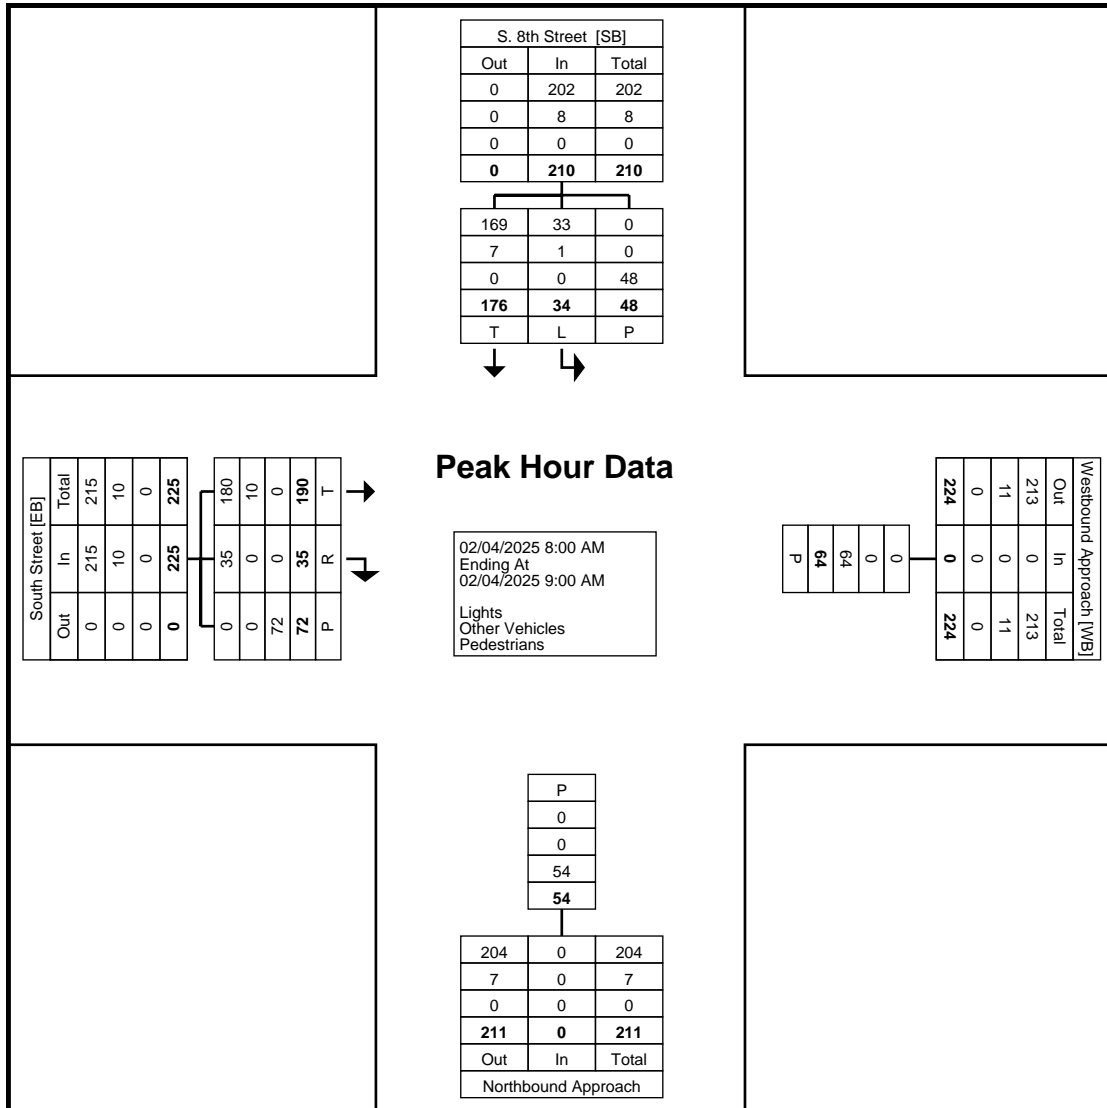 S. 8th Street [SB]
Out In Total
0 202 202
0 8 8
0 0 0
0 210 210
169 33 0
7 1 0
0 0 48
176 34 48
T L P
Peak Hour Data
02/04/2025 8:00 AM
Ending At
02/04/2025 9:00 AM
Lights
Other Vehicles
Pedestrians
South Street [EB]
Total 215 10 0 225
In 215 10 0 225
Out 0 0 0 0
180 10 0 190 T
35 0 0 35 R
0 0 72 72 P
Westbound Approach [WB]
Out In Total
213 0 213
11 0 11
0 0 0
224 0 224
0
0
64
64
P
P
0
0
54
54
204 0 204
7 0 7
0 0 0
211 0 211
Out In Total
Northbound Approach